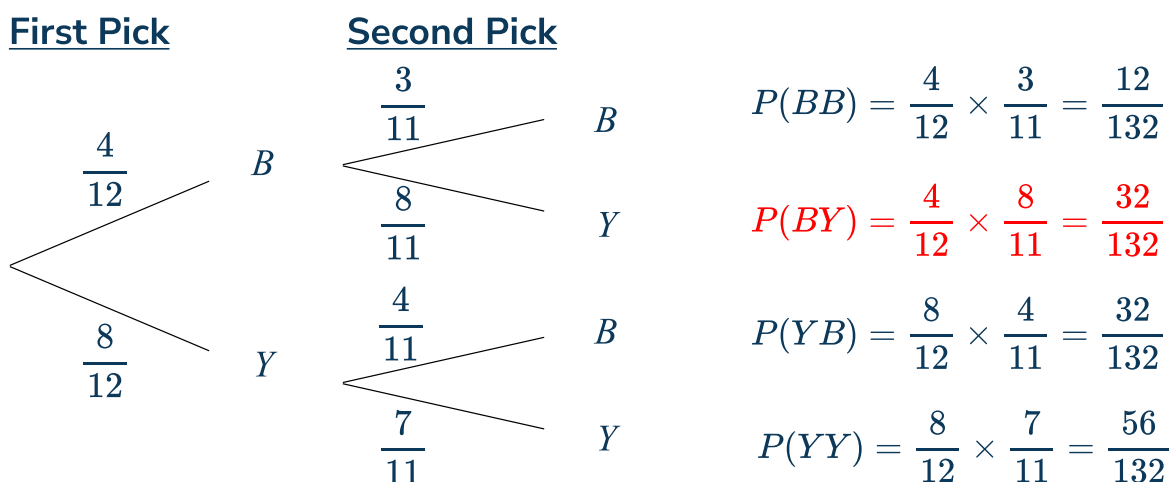 First Pick Second Pick
4/12 B
8/12 Y
3/11 B
8/11 Y
4/11 B
7/11 Y
P(BB) = 4/12 × 3/11 = 12/132
P(BY) = 4/12 × 8/11 = 32/132
P(YB) = 8/12 × 4/11 = 32/132
P(YY) = 8/12 × 7/11 = 56/132